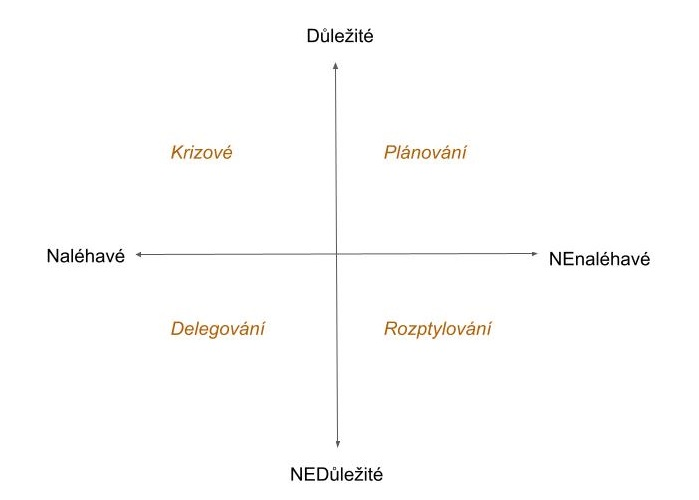 Důležité
Krizové
Plánování
Naléhavé
NEnaléhavé
Delegování
Rozptylování
NEDůležité